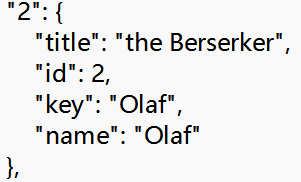 "2": {
"title": "the Berserker",
"id": 2,
"key": "Olaf",
"name": "Olaf"
},